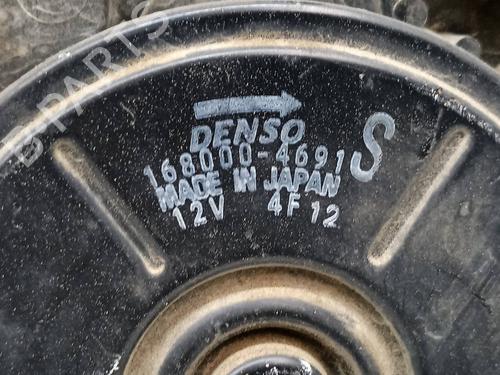 DENSO
168000-4691 S
MADE IN JAPAN
12V 4F12
B-PARTS